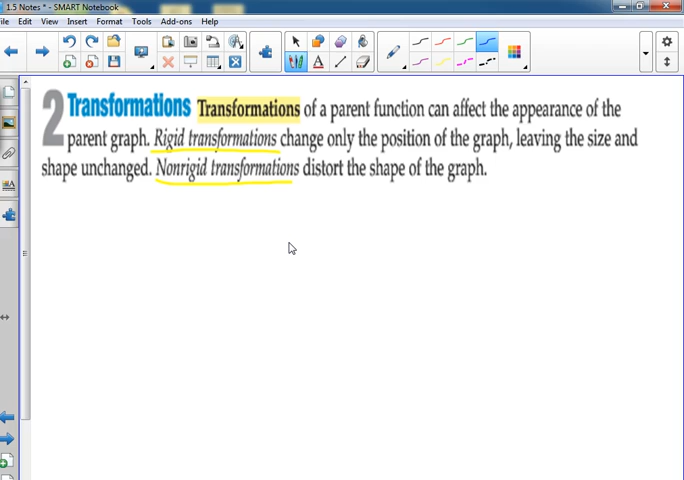 1.5 Notes * - SMART Notebook
Edit View Insert Format Tools Add-ons Help
2 Transformations Transformations of a parent function can affect the appearance of the
parent graph. Rigid transformations change only the position of the graph, leaving the size and
shape unchanged. Nonrigid transformations distort the shape of the graph.